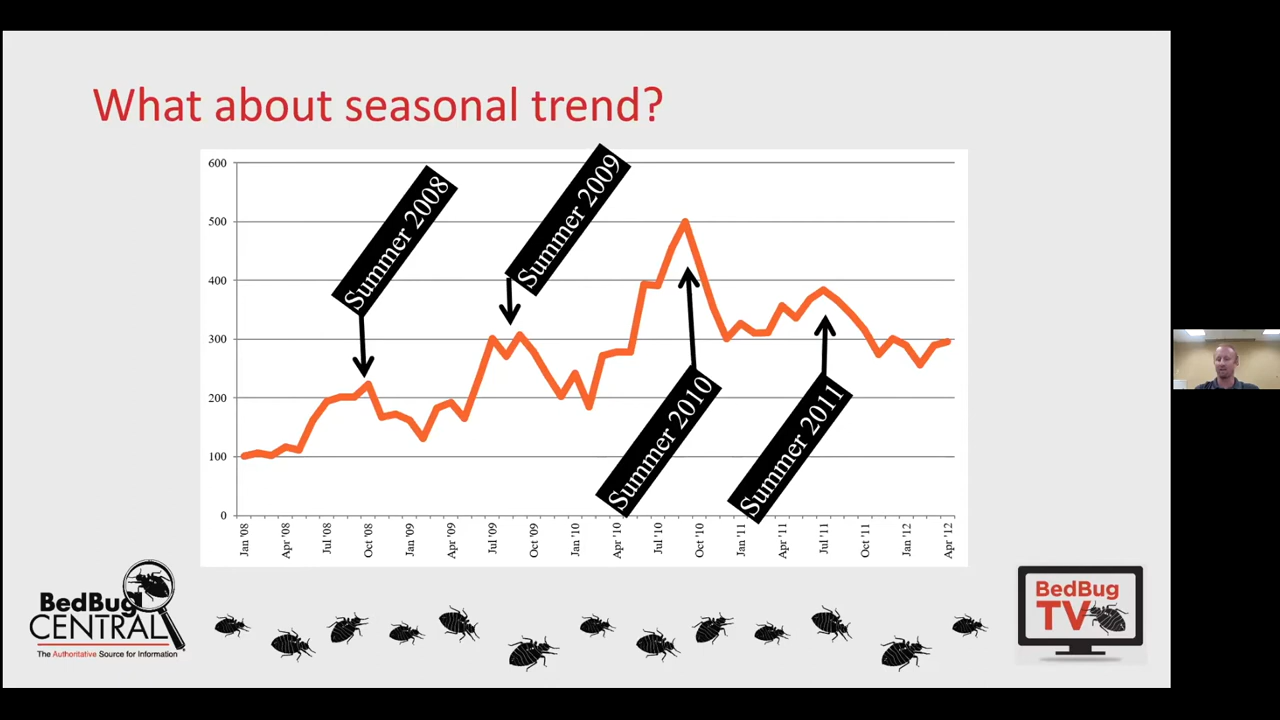 What about seasonal trend?
600
500
400
300
200
100
0
Summer 2008
Summer 2009
Summer 2010
Summer 2011
Jan '08
Apr '08
Jul '08
Oct '08
Jan '09
Apr '09
Jul '09
Oct '09
Jan '10
Apr '10
Jul '10
Oct '10
Jan '11
Apr '11
Jul '11
Oct '11
Jan '12
Apr '12
BedBug
CENTRAL
The Authoritative Source for Information
BedBug
TV